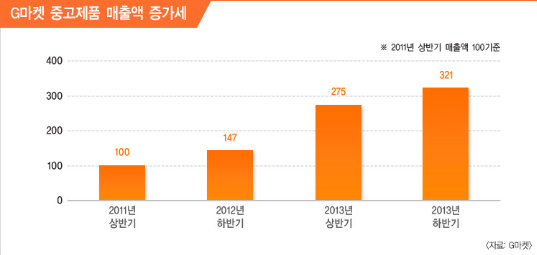 G마켓 중고제품 매출액 증가세
※ 2011년 상반기 매출액 100기준
400
300
200
100
0
100
147
275
321
2011년
상반기
2012년
하반기
2013년
상반기
2013년
하반기
〈자료: G마켓〉